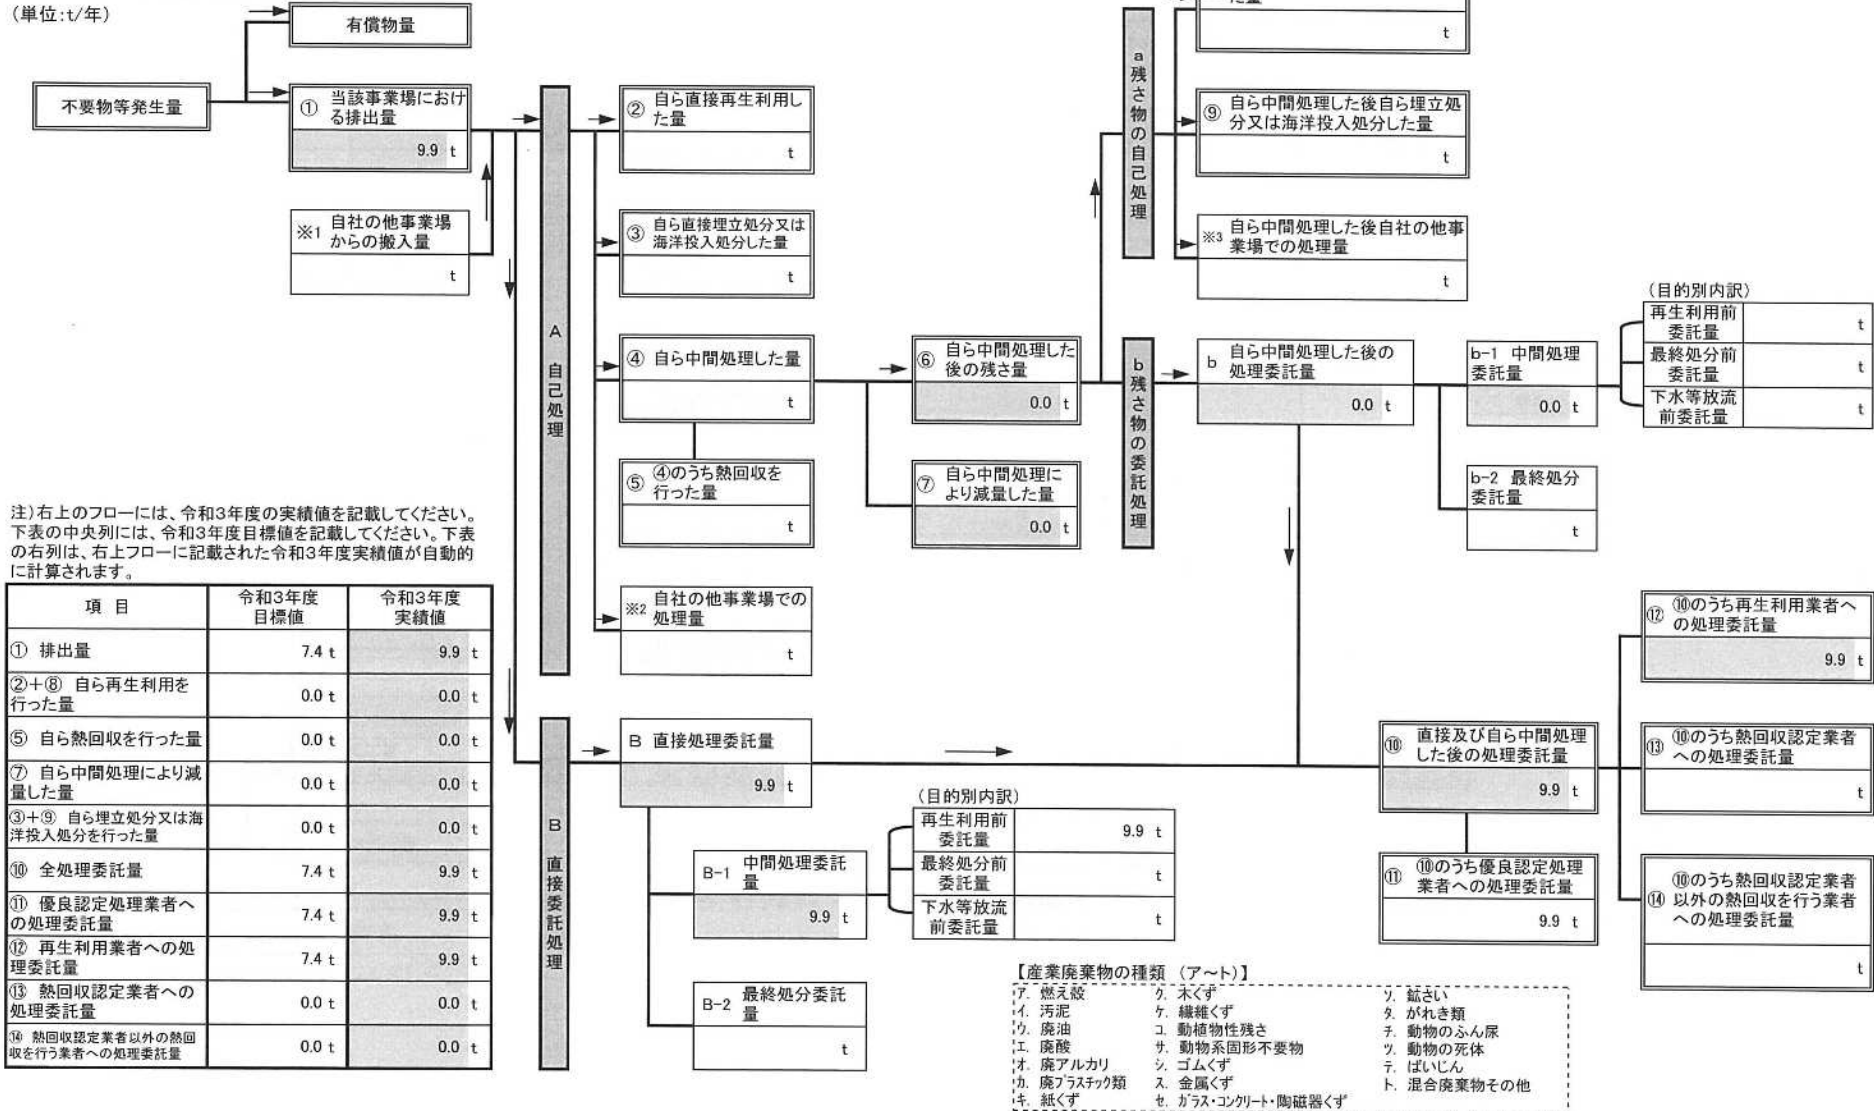 (単位:t/年)
有償物量
不要物等発生量
① 当該事業場におけ
る排出量
9.9 t
※1 自社の他事業場
からの搬入量
t
A 自己処理
② 自ら直接再生利用し
た量
t
③ 自ら直接埋立処分又は
海洋投入処分した量
t
④ 自ら中間処理した量
t
⑤ ④のうち熱回収を
行った量
t
※2 自社の他事業場での
処理量
t
⑥ 自ら中間処理した
後の残さ量
0.0 t
⑦ 自ら中間処理に
より減量した量
0.0 t
a 残さ物の自己処理
た量
t
⑨ 自ら中間処理した後自ら埋立処
分又は海洋投入処分した量
t
※3 自ら中間処理した後自社の他事
業場での処理量
t
b 残さ物の委託処理
b 自ら中間処理した後の
処理委託量
0.0 t
b-1 中間処理
委託量
0.0 t
(目的別内訳)
再生利用前
委託量 t
最終処分前
委託量 t
下水等放流
前委託量 t
b-2 最終処分
委託量
t
注)右上のフローには、令和3年度の実績値を記載してください。
下表の中央列には、令和3年度目標値を記載してください。下表
の右列は、右上フローに記載された令和3年度実績値が自動的
に計算されます。
項 目 令和3年度 目標値 令和3年度 実績値
① 排出量 7.4 t 9.9 t
②+⑧ 自ら再生利用を
行った量 0.0 t 0.0 t
⑤ 自ら熱回収を行った量 0.0 t 0.0 t
⑦ 自ら中間処理により減
量した量 0.0 t 0.0 t
③+⑨ 自ら埋立処分又は海
洋投入処分を行った量 0.0 t 0.0 t
⑩ 全処理委託量 7.4 t 9.9 t
⑪ 優良認定処理業者へ
の処理委託量 7.4 t 9.9 t
⑫ 再生利用業者への処
理委託量 7.4 t 9.9 t
⑬ 熱回収認定業者への
処理委託量 0.0 t 0.0 t
⑭ 熱回収認定業者以外の熱回
収を行う業者への処理委託量 0.0 t 0.0 t
B 直接委託処理
B 直接処理委託量
9.9 t
B-1 中間処理委託
量
9.9 t
(目的別内訳)
再生利用前
委託量 9.9 t
最終処分前
委託量 t
下水等放流
前委託量 t
B-2 最終処分委託
量
t
⑩ 直接及び自ら中間処理
した後の処理委託量
9.9 t
⑪ ⑩のうち優良認定処理
業者への処理委託量
9.9 t
⑫ ⑩のうち再生利用業者へ
の処理委託量
9.9 t
⑬ ⑩のうち熱回収認定業者
への処理委託量
t
⑭ ⑩のうち熱回収認定業者
以外の熱回収を行う業者
への処理委託量
t
【産業廃棄物の種類 (ア~ト)】
ア. 燃え殻 ク. 木くず ソ. 鉱さい
イ. 汚泥 ケ. 繊維くず タ. がれき類
ウ. 廃油 コ. 動植物性残さ チ. 動物のふん尿
エ. 廃酸 サ. 動物系固形不要物 ツ. 動物の死体
オ. 廃アルカリ シ. ゴムくず テ. ばいじん
カ. 廃プラスチック類 ス. 金属くず ト. 混合廃棄物その他
キ. 紙くず セ. ガラス・コンクリート・陶磁器くず